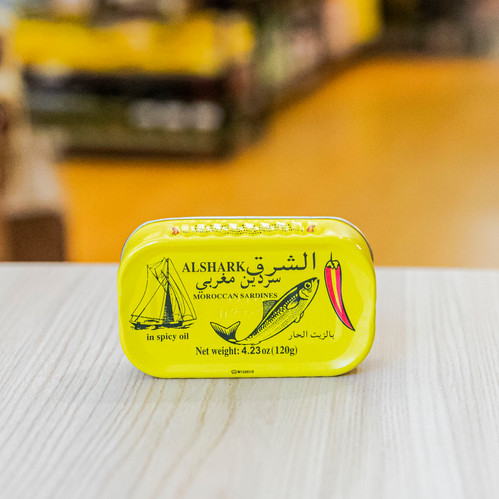 ALSHARK الشرق
سردين مغربي
MOROCCAN SARDINES
in spicy oil
بالزيت الحار
Net weight: 4.23 oz (120g)